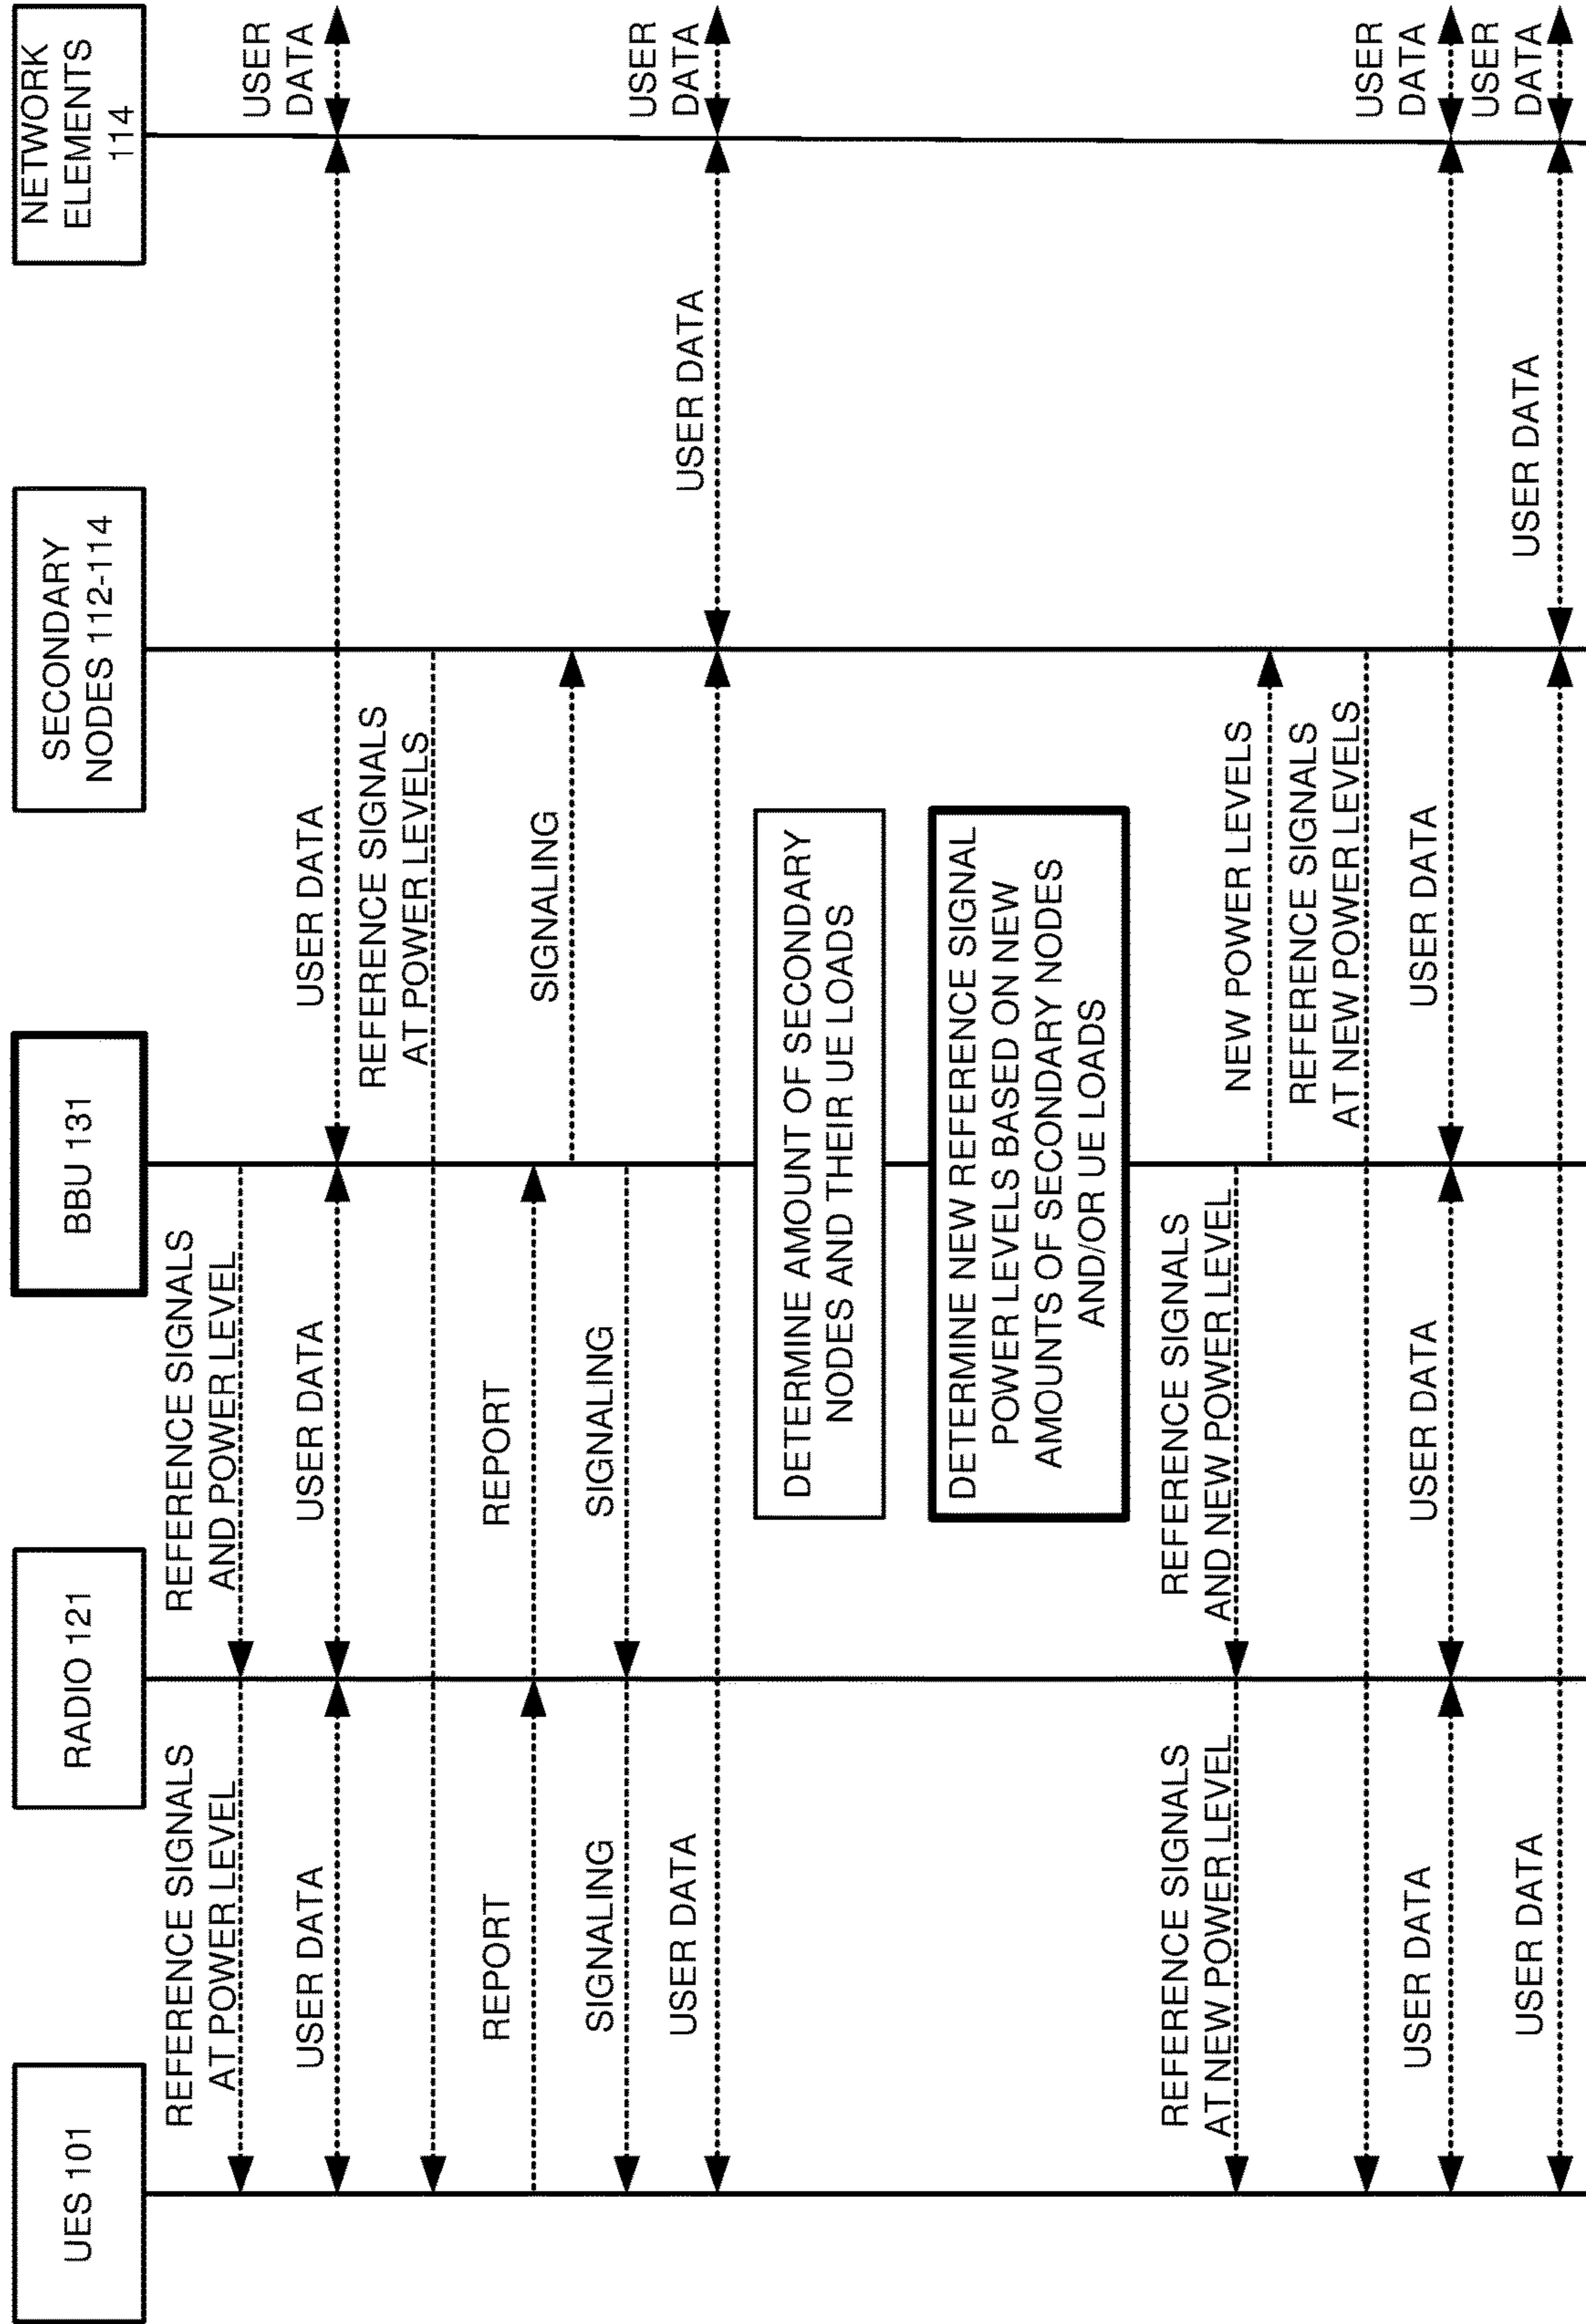 UES 101
RADIO 121
BBU 131
SECONDARY
NODES 112-114
NETWORK
ELEMENTS
114
REFERENCE SIGNALS
AT POWER LEVEL
REFERENCE SIGNALS
AND POWER LEVEL
USER DATA
USER DATA
USER DATA
USER
DATA
REFERENCE SIGNALS
AT POWER LEVELS
REPORT
REPORT
SIGNALING
SIGNALING
SIGNALING
USER DATA
USER DATA
USER
DATA
DETERMINE AMOUNT OF SECONDARY
NODES AND THEIR UE LOADS
DETERMINE NEW REFERENCE SIGNAL
POWER LEVELS BASED ON NEW
AMOUNTS OF SECONDARY NODES
AND/OR UE LOADS
REFERENCE SIGNALS
AT NEW POWER LEVEL
REFERENCE SIGNALS
AND NEW POWER LEVEL
NEW POWER LEVELS
REFERENCE SIGNALS
AT NEW POWER LEVELS
USER DATA
USER DATA
USER DATA
USER
DATA
USER DATA
USER DATA
USER
DATA